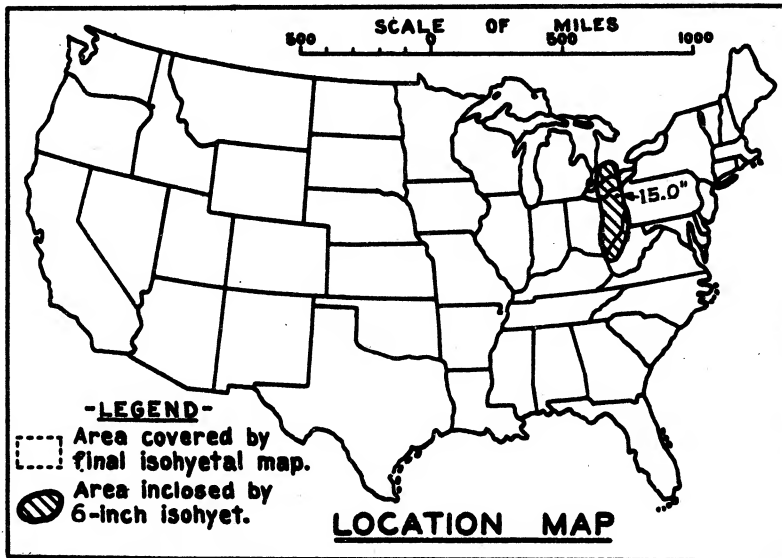 SCALE OF MILES
500 0 500 1000
15.0"
-LEGEND-
Area covered by
final isohyetal map.
Area inclosed by
6-inch isohyet.
LOCATION MAP